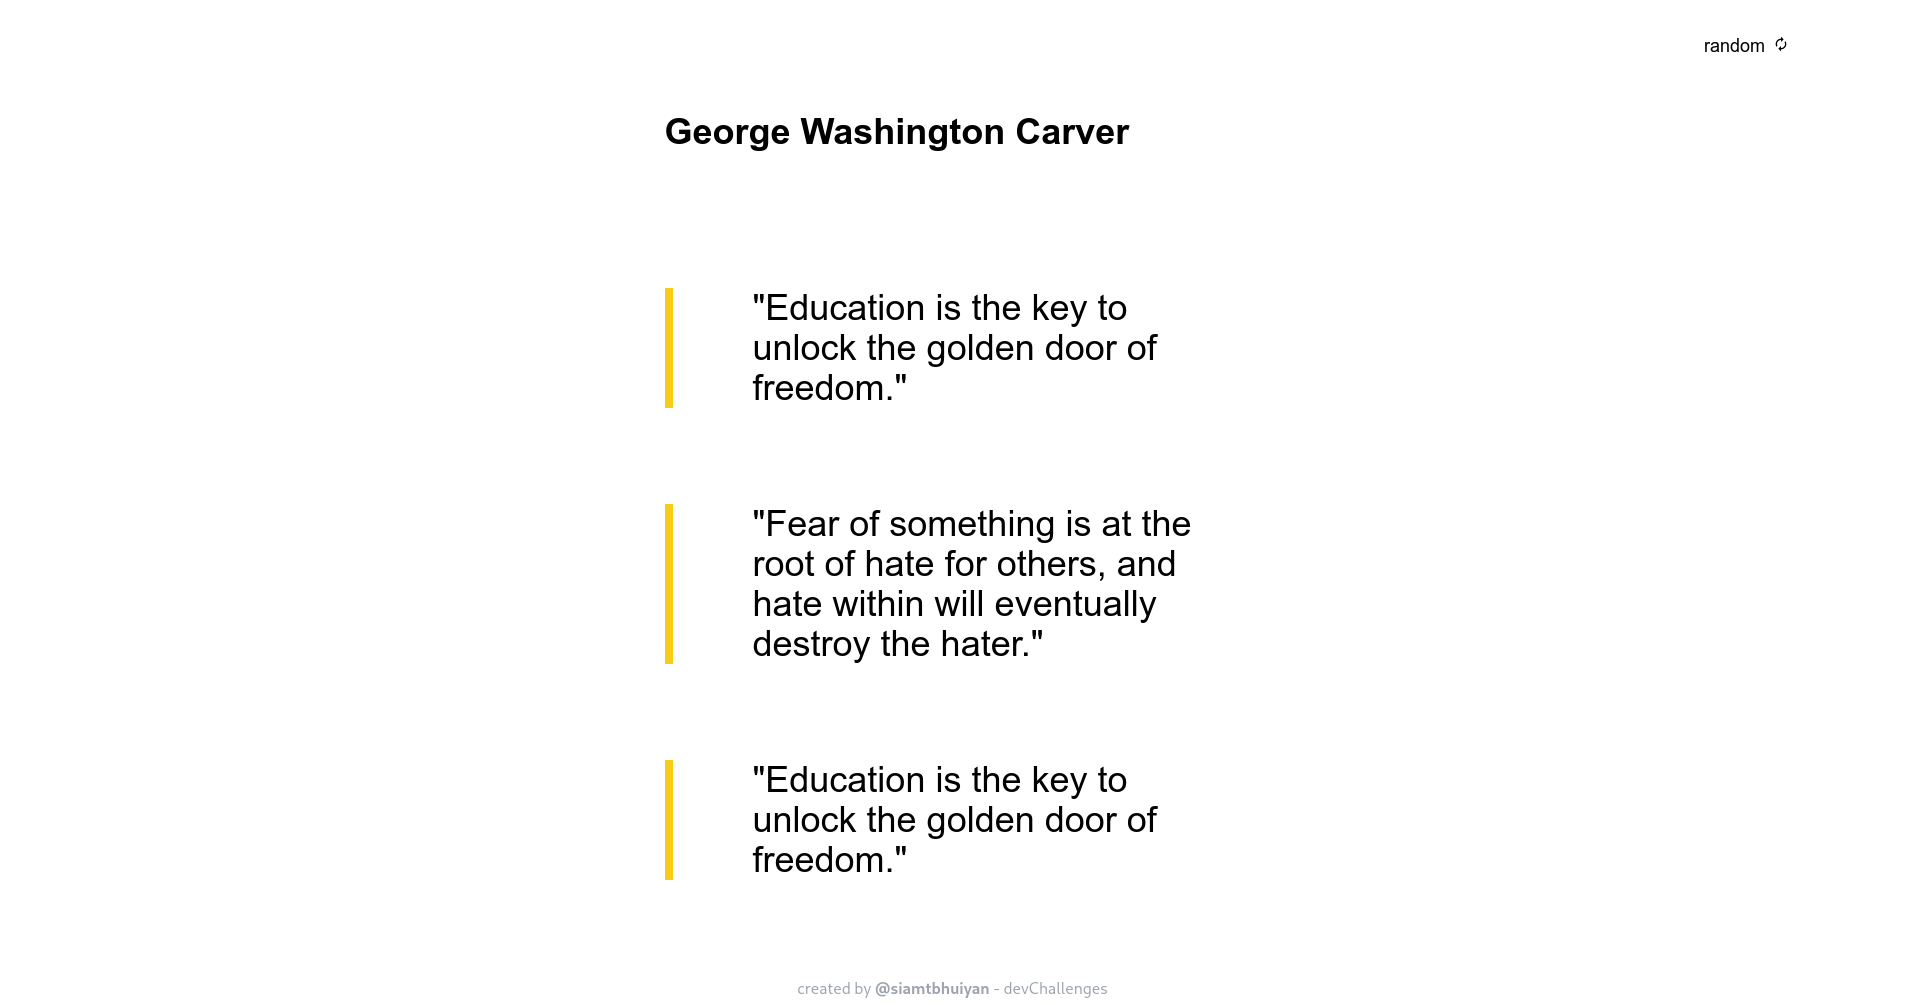 random
George Washington Carver
"Education is the key to
unlock the golden door of
freedom."
"Fear of something is at the
root of hate for others, and
hate within will eventually
destroy the hater."
"Education is the key to
unlock the golden door of
freedom."
created by @siamtbhuiyan - devChallenges